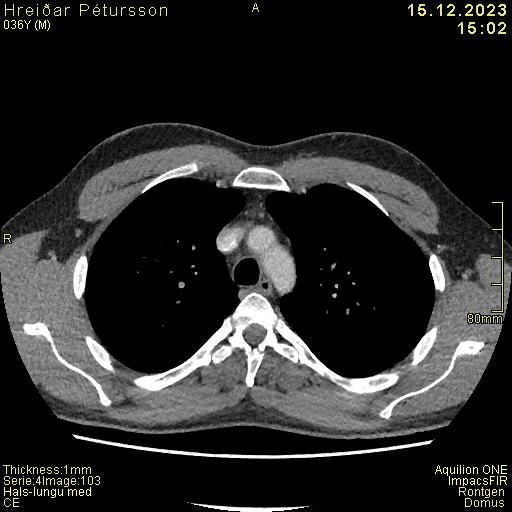 Hreiðar Pétursson
036Y (M)
A
15.12.2023
15:02
R
80mm
Thickness:1mm
Serie:4Image:103
Hals-lungu med
CE
Aquilion ONE
ImpacsFIR
Rontgen
Domus